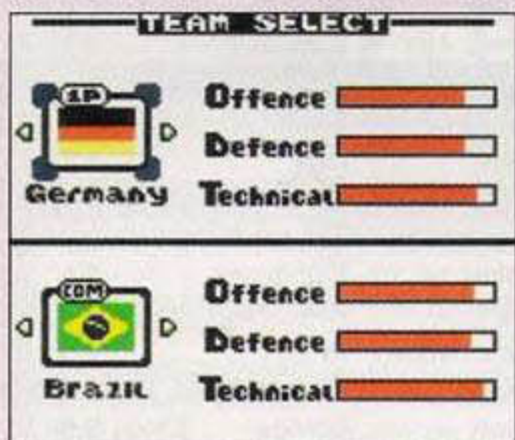 TEAM SELECT
1P
Offence
Defence
Germany
Technical
COM
Offence
Defence
Brazil
Technical